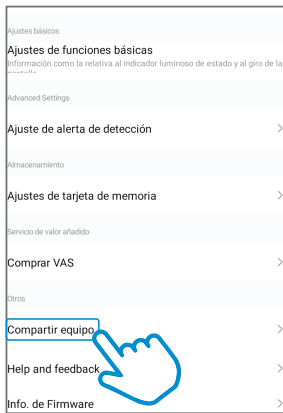 Ajustes básicos
Ajustes de funciones básicas
Información como la relativa al indicador luminoso de estado y al giro de la
pantalla
Advanced Settings
Ajuste de alerta de detección
Almacenamiento
Ajustes de tarjeta de memoria
Servicio de valor añadido
Comprar VAS
Otros
Compartir equipo
Help and feedback
Info. de Firmware